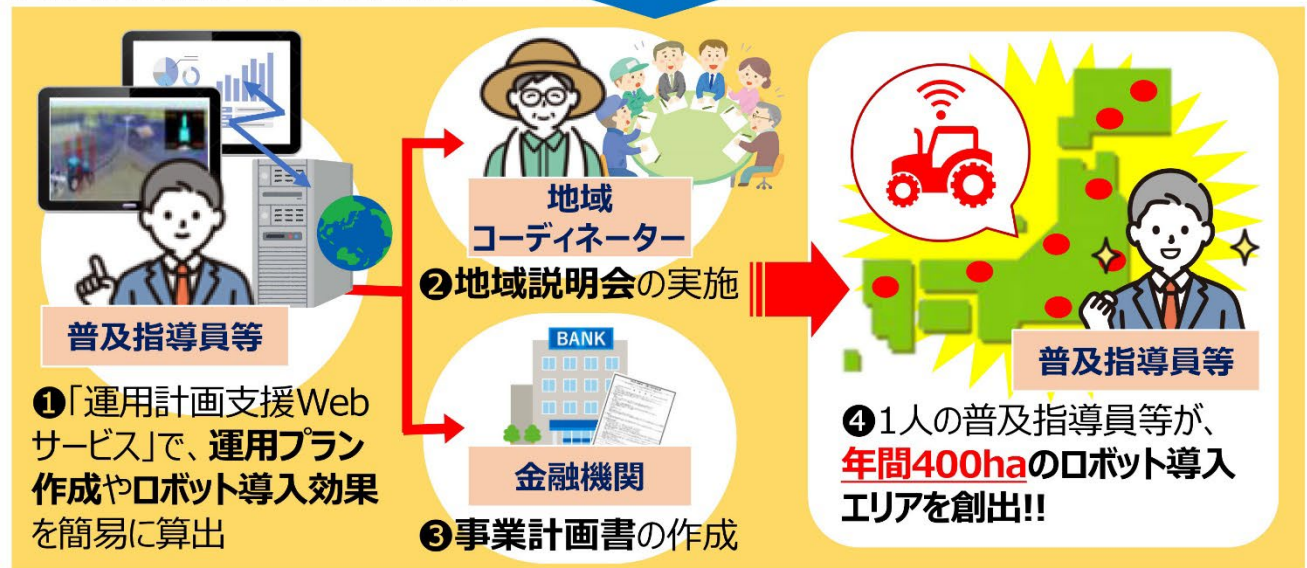 普及指導員等
❶「運用計画支援Web
サービス」で、運用プラン
作成やロボット導入効果
を簡易に算出
地域
コーディネーター
❷地域説明会の実施
BANK
金融機関
❸事業計画書の作成
普及指導員等
❹1人の普及指導員等が、
年間400haのロボット導入
エリアを創出!!